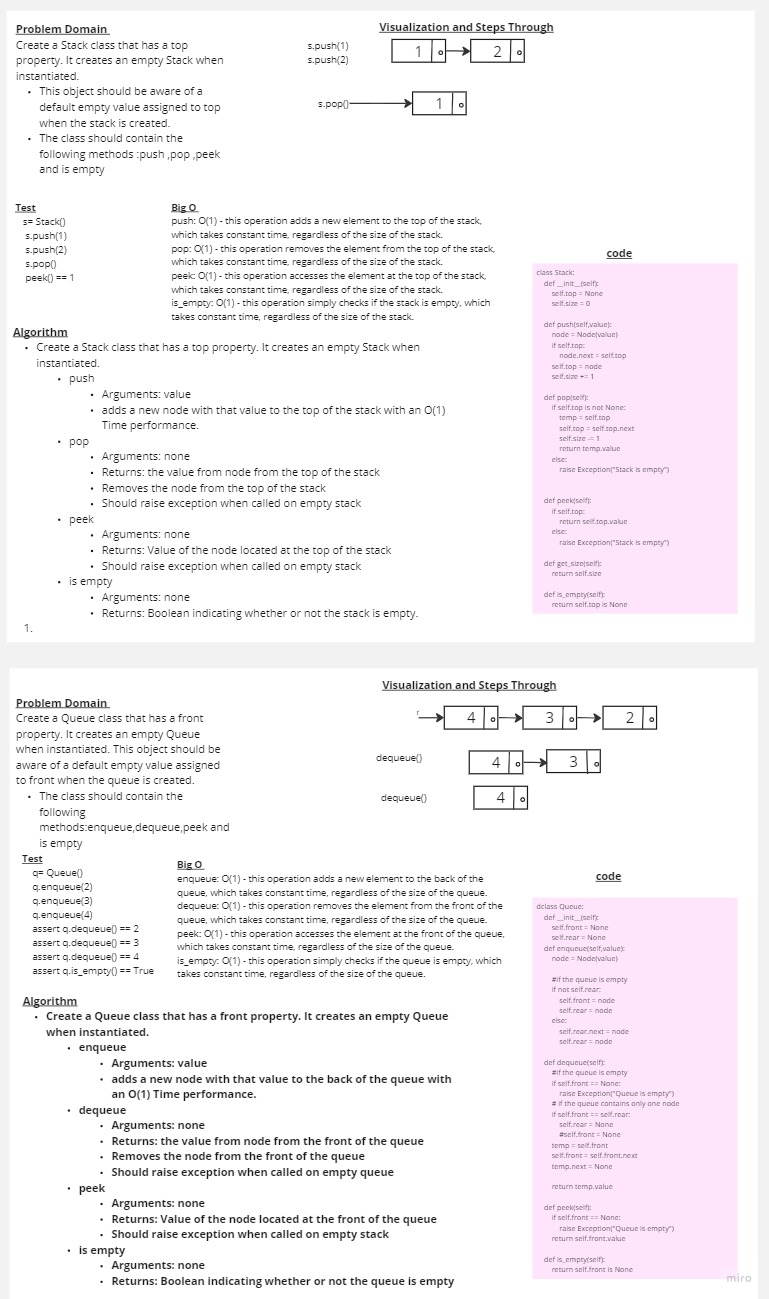 Problem Domain
Create a Stack class that has a top
property. It creates an empty Stack when
instantiated.
• This object should be aware of a
default empty value assigned to top
when the stack is created.
• The class should contain the
following methods :push ,pop ,peek
and is empty
Visualization and Steps Through
s.push(1)
s.push(2)
1
2
s.pop()
1
Test
s= Stack()
s.push(1)
s.push(2)
s.pop()
peek() == 1
Big O
push: O(1) - this operation adds a new element to the top of the stack,
which takes constant time, regardless of the size of the stack.
pop: O(1) - this operation removes the element from the top of the stack,
which takes constant time, regardless of the size of the stack.
peek: O(1) - this operation accesses the element at the top of the stack,
which takes constant time, regardless of the size of the stack.
is_empty: O(1) - this operation simply checks if the stack is empty, which
takes constant time, regardless of the size of the stack.
Algorithm
• Create a Stack class that has a top property. It creates an empty Stack when
instantiated.
• push
• Arguments: value
• adds a new node with that value to the top of the stack with an O(1)
Time performance.
• pop
• Arguments: none
• Returns: the value from node from the top of the stack
• Removes the node from the top of the stack
• Should raise exception when called on empty stack
• peek
• Arguments: none
• Returns: Value of the node located at the top of the stack
• Should raise exception when called on empty stack
• is empty
• Arguments: none
• Returns: Boolean indicating whether or not the stack is empty.
1.
code
class Stack:
def __init__(self):
self.top = None
self.size = 0
def push(self,value):
node = Node(value)
if self.top:
node.next = self.top
self.top = node
self.size += 1
def pop(self):
if self.top is not None:
temp = self.top
self.top = self.top.next
self.size -= 1
return temp.value
else:
raise Exception("Stack is empty")
def peek(self):
if self.top:
return self.top.value
else:
raise Exception("Stack is empty")
def get_size(self):
return self.size
def is_empty(self):
return self.top is None
Problem Domain
Create a Queue class that has a front
property. It creates an empty Queue
when instantiated. This object should be
aware of a default empty value assigned
to front when the queue is created.
• The class should contain the
following
methods:enqueue,dequeue,peek and
is empty
Visualization and Steps Through
r
4
3
2
dequeue()
4
3
dequeue()
4
Test
q= Queue()
q.enqueue(2)
q.enqueue(3)
q.enqueue(4)
assert q.dequeue() == 2
assert q.dequeue() == 3
assert q.dequeue() == 4
assert q.is_empty() == True
Big O
enqueue: O(1) - this operation adds a new element to the back of the
queue, which takes constant time, regardless of the size of the queue.
dequeue: O(1) - this operation removes the element from the front of the
queue, which takes constant time, regardless of the size of the queue.
peek: O(1) - this operation accesses the element at the front of the queue,
which takes constant time, regardless of the size of the queue.
is_empty: O(1) - this operation simply checks if the queue is empty, which
takes constant time, regardless of the size of the queue.
Algorithm
• Create a Queue class that has a front property. It creates an empty Queue
when instantiated.
• enqueue
• Arguments: value
• adds a new node with that value to the back of the queue with
an O(1) Time performance.
• dequeue
• Arguments: none
• Returns: the value from node from the front of the queue
• Removes the node from the front of the queue
• Should raise exception when called on empty queue
• peek
• Arguments: none
• Returns: Value of the node located at the front of the queue
• Should raise exception when called on empty stack
• is empty
• Arguments: none
• Returns: Boolean indicating whether or not the queue is empty
code
dclass Queue:
def __init__(self):
self.front = None
self.rear = None
def enqueue(self,value):
node = Node(value)
#if the queue is empty
if not self.rear:
self.front = node
self.rear = node
else:
self.rear.next = node
self.rear = node
def dequeue(self):
#if the queue is empty
if self.front == None:
raise Exception("Queue is empty")
# if the queue contains only one node
if self.front == self.rear:
self.rear = None
#self.front = None
temp = self.front
self.front = self.front.next
temp.next = None
return temp.value
def peek(self):
if self.front == None:
raise Exception("Queue is empty")
return self.front.value
def is_empty(self):
return self.front is None
miro